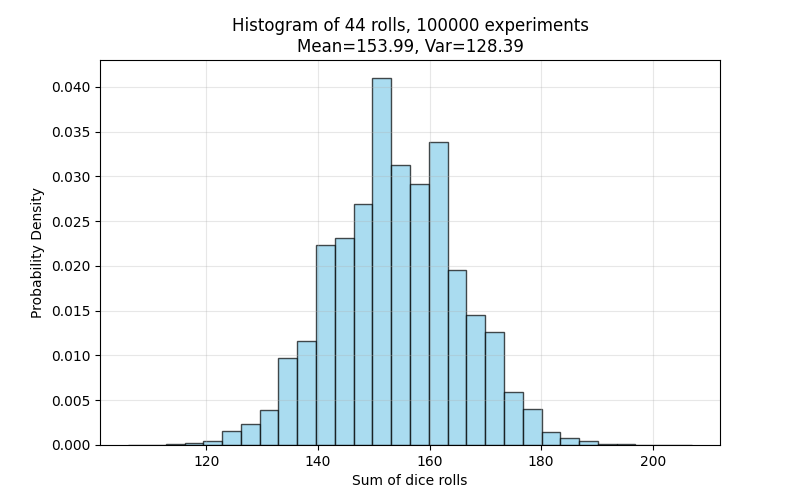 Histogram of 44 rolls, 100000 experiments
Mean=153.99, Var=128.39
Probability Density
0.040
0.035
0.030
0.025
0.020
0.015
0.010
0.005
0.000
120 140 160 180 200
Sum of dice rolls